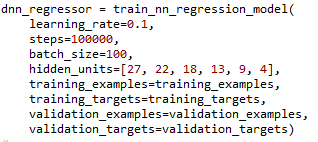 dnn_regressor = train_nn_regression_model(
    learning_rate=0.1,
    steps=100000,
    batch_size=100,
    hidden_units=[27, 22, 18, 13, 9, 4],
    training_examples=training_examples,
    training_targets=training_targets,
    validation_examples=validation_examples,
    validation_targets=validation_targets)